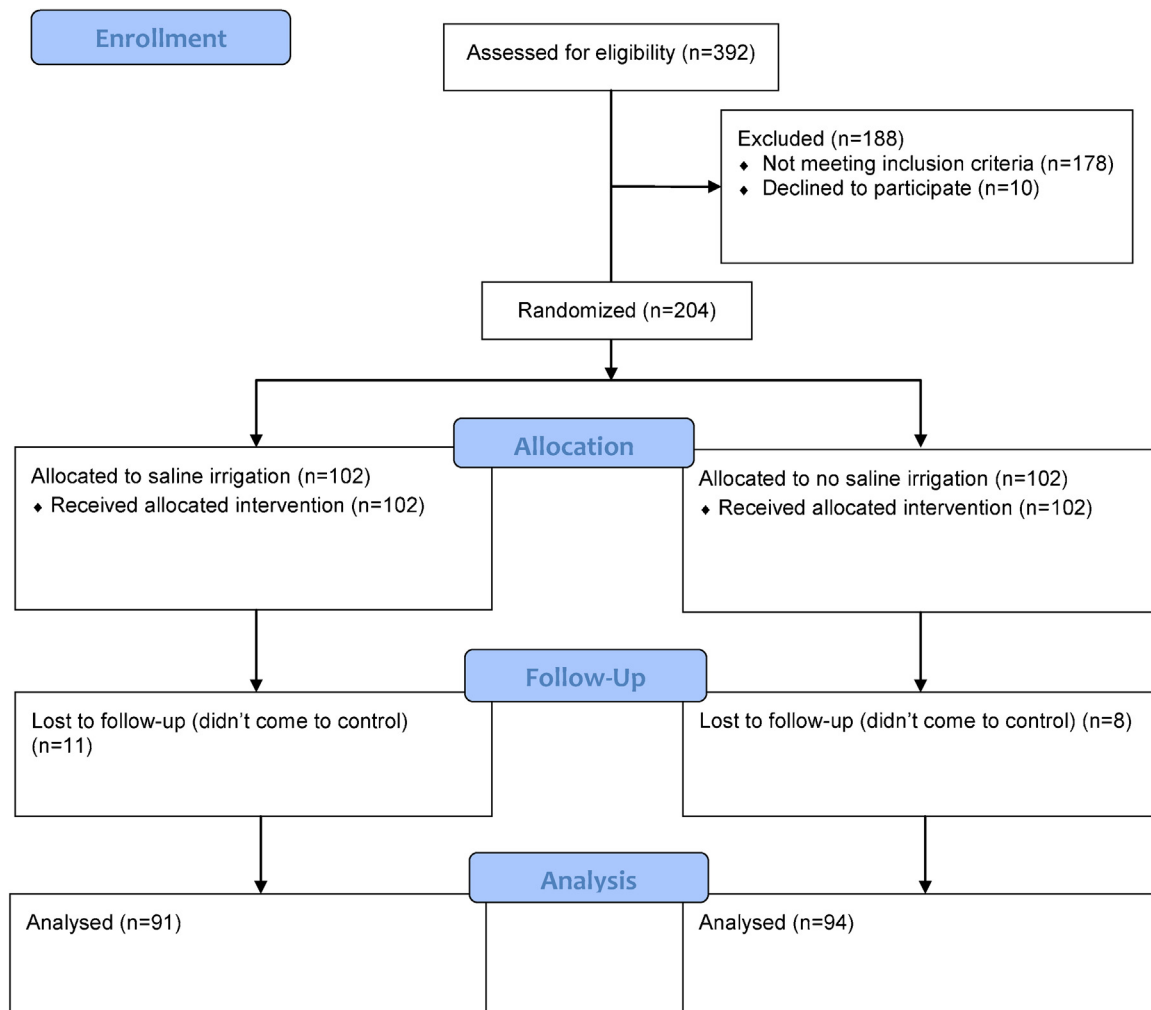 Enrollment
Assessed for eligibility (n=392)
Excluded (n=188)
♦ Not meeting inclusion criteria (n=178)
♦ Declined to participate (n=10)
Randomized (n=204)
Allocation
Allocated to saline irrigation (n=102)
♦ Received allocated intervention (n=102)
Allocated to no saline irrigation (n=102)
♦ Received allocated intervention (n=102)
Follow-Up
Lost to follow-up (didn’t come to control)
(n=11)
Lost to follow-up (didn’t come to control) (n=8)
Analysis
Analysed (n=91)
Analysed (n=94)